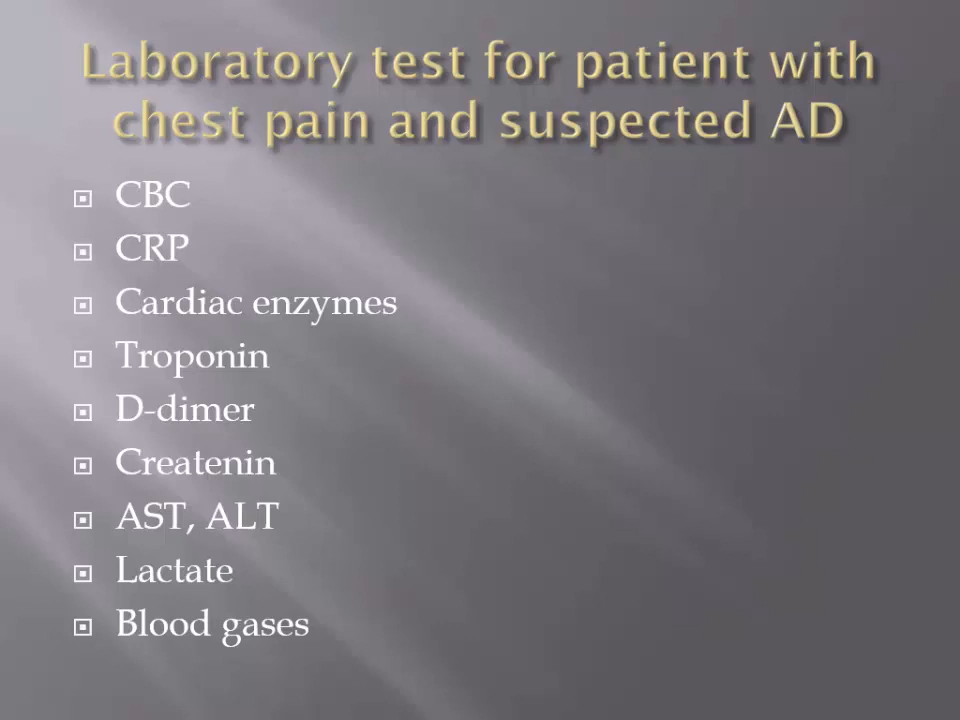 Laboratory test for patient with
chest pain and suspected AD
CBC
CRP
Cardiac enzymes
Troponin
D-dimer
Createnin
AST, ALT
Lactate
Blood gases